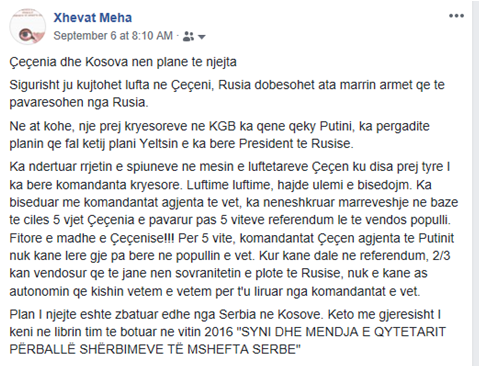 Xhevat Meha
September 6 at 8:10 AM ·
Çeçenia dhe Kosova nen plane te njejta
Sigurisht ju kujtohet lufta ne Çeçeni, Rusia dobesohet ata marrin armet qe te
pavaresohen nga Rusia.
Ne at kohe, nje prej kryesoreve ne KGB ka qene qeky Putini, ka pergadite
planin qe fal ketij plani Yeltsin e ka bere President te Rusise.
Ka ndertuar rrjetin e spiuneve ne mesin e luftetareve Çeçen ku disa prej tyre I
ka bere komandanta kryesore. Luftime luftime, hajde ulemi e bisedojm. Ka
biseduar me komandantat agjenta te vet, ka neneshkruar marreveshje ne baze
te ciles 5 vjet Çeçenia e pavarur pas 5 viteve referendum le te vendos populli.
Fitore e madhe e Çeçenise!!! Per 5 vite, komandantat Çeçen agjenta te Putinit
nuk kane lere gje pa bere ne popullin e vet. Kur kane dale ne referendum, 2/3
kan vendosur qe te jane nen sovranitetin e plote te Rusise, nuk e kane as
autonomin qe kishin vetem e vetem per t'u liruar nga komandantat e vet.
Plan I njejte eshte zbatuar edhe nga Serbia ne Kosove. Keto me gjeresisht I
keni ne librin tim te botuar ne vitin 2016 "SYNI DHE MENDJA E QYTETARIT
PËRBALLË SHËRBIMEVE TË MSHEFTA SERBE"